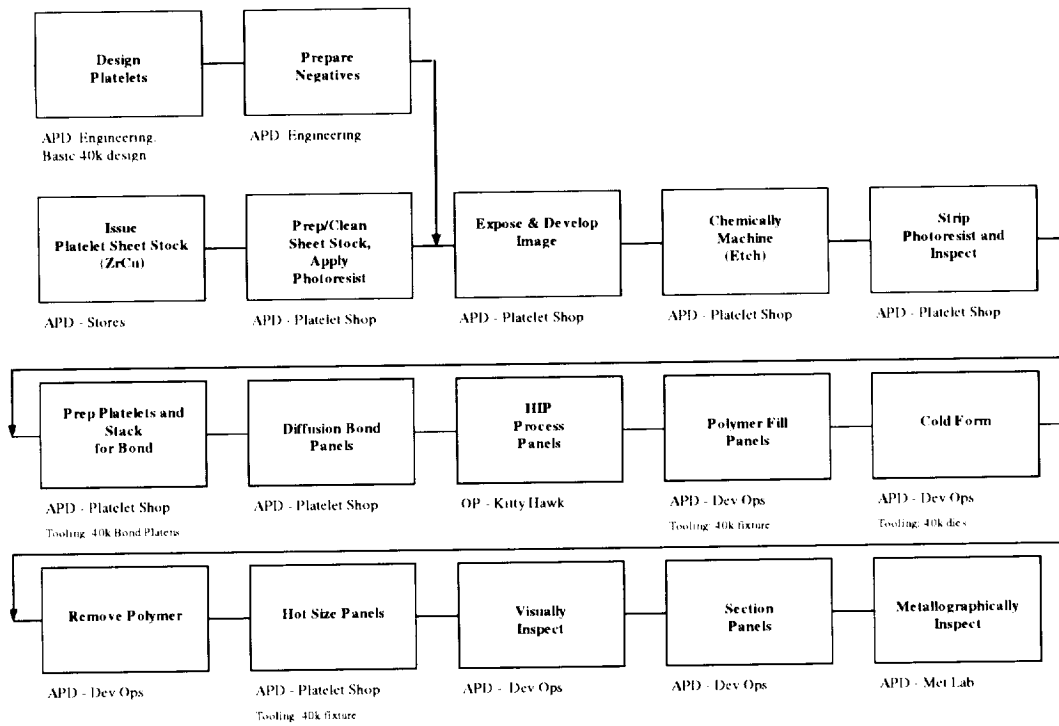 Design
Platelets
Prepare
Negatives
APD Engineering.
Basic 40k design
APD Engineering
Issue
Platelet Sheet Stock
(ZrCu)
Prep/Clean
Sheet Stock,
Apply
Photoresist
Expose & Develop
Image
Chemically
Machine
(Etch)
Strip
Photoresist and
Inspect
APD - Stores
APD - Platelet Shop
APD - Platelet Shop
APD - Platelet Shop
APD - Platelet Shop
Prep Platelets and
Stack
for Bond
Diffusion Bond
Panels
HIP
Process
Panels
Polymer Fill
Panels
Cold Form
APD - Platelet Shop
Tooling: 40k Bond Platens
APD - Platelet Shop
OP - Kitty Hawk
APD - Dev Ops
Tooling: 40k fixture
APD - Dev Ops
Tooling: 40k dies
Remove Polymer
Hot Size Panels
Visually
Inspect
Section
Panels
Metallographically
Inspect
APD - Dev Ops
APD - Platelet Shop
Tooling: 40k fixture
APD - Dev Ops
APD - Dev Ops
APD - Met Lab